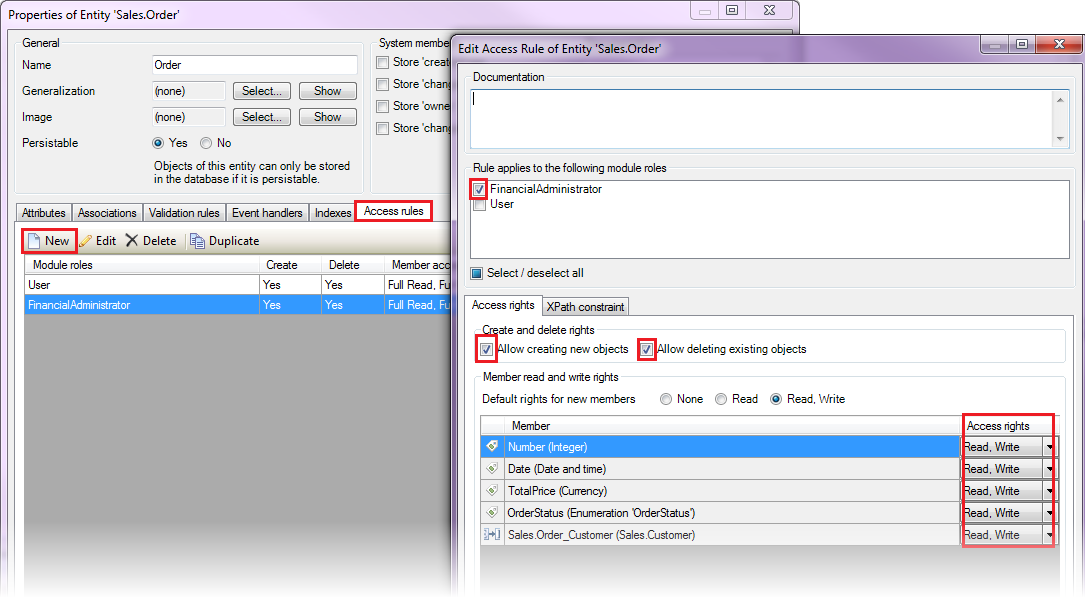 Properties of Entity 'Sales.Order'
General
Name Order
Generalization (none) Select... Show
Image (none) Select... Show
Persistable Yes No
Objects of this entity can only be stored
in the database if it is persistable.
System membe
Store 'creat
Store 'chang
Store 'owne
Store 'chang
Attributes Associations Validation rules Event handlers Indexes Access rules
New Edit Delete Duplicate
Module roles Create Delete Member acc
User Yes Yes Full Read, Fu
FinancialAdministrator Yes Yes Full Read, Fu
Edit Access Rule of Entity 'Sales.Order'
Documentation
Rule applies to the following module roles
FinancialAdministrator
User
Select / deselect all
Access rights XPath constraint
Create and delete rights
Allow creating new objects Allow deleting existing objects
Member read and write rights
Default rights for new members None Read Read, Write
Member Access rights
Number (Integer) Read, Write
Date (Date and time) Read, Write
TotalPrice (Currency) Read, Write
OrderStatus (Enumeration 'OrderStatus') Read, Write
Sales.Order_Customer (Sales.Customer) Read, Write